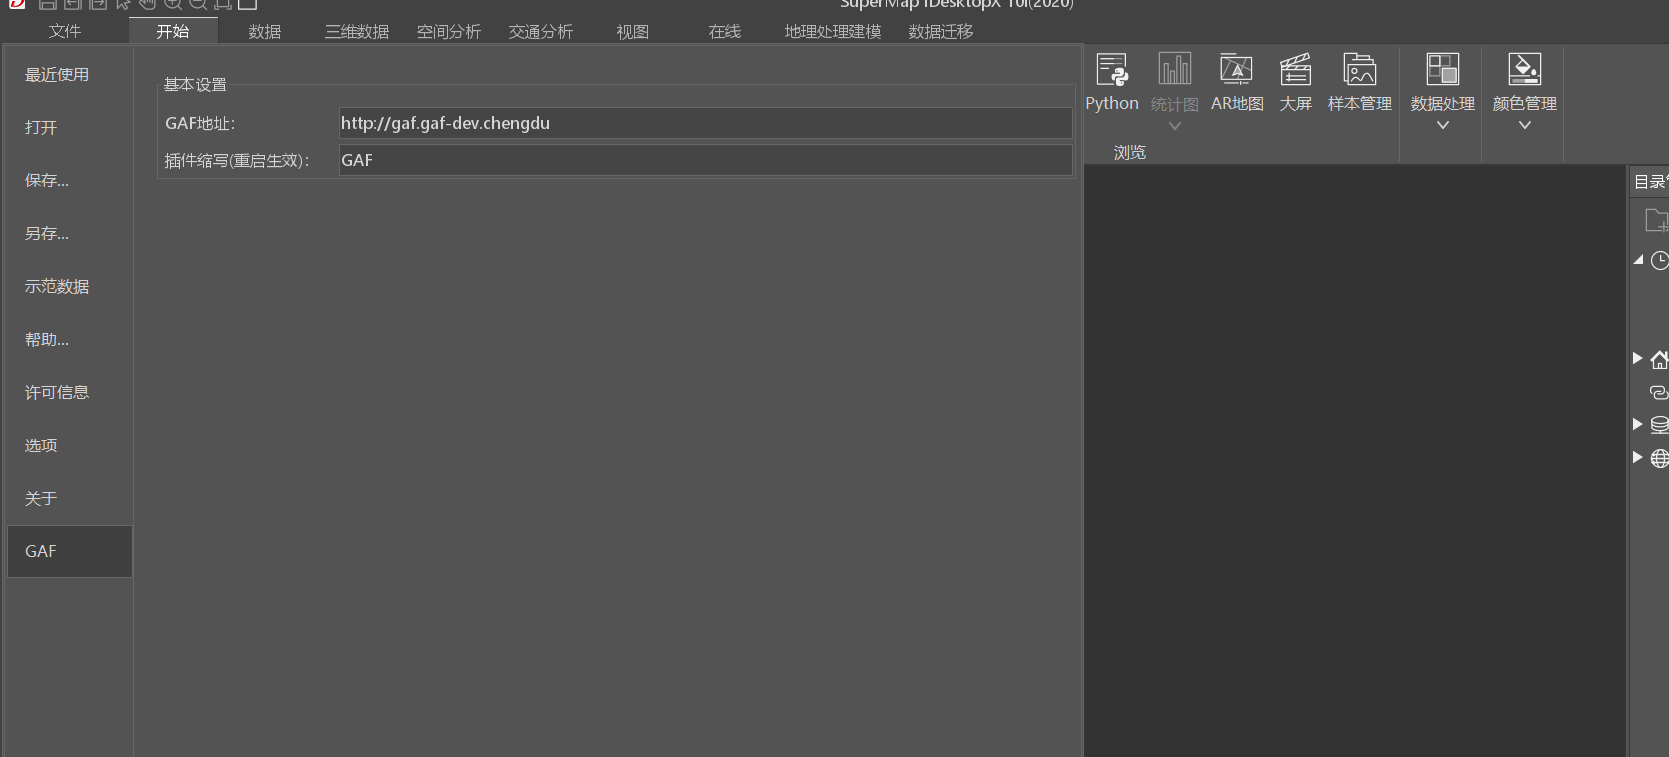 SuperMap iDesktopX 10i(2020)
文件 开始 数据 三维数据 空间分析 交通分析 视图 在线 地理处理建模 数据迁移
最近使用
打开
保存...
另存...
示范数据
帮助...
许可信息
选项
关于
GAF
基本设置
GAF地址: http://gaf.gaf-dev.chengdu
插件缩写(重启生效): GAF
Python 统计图 AR地图 大屏 样本管理 数据处理 颜色管理
浏览
目录